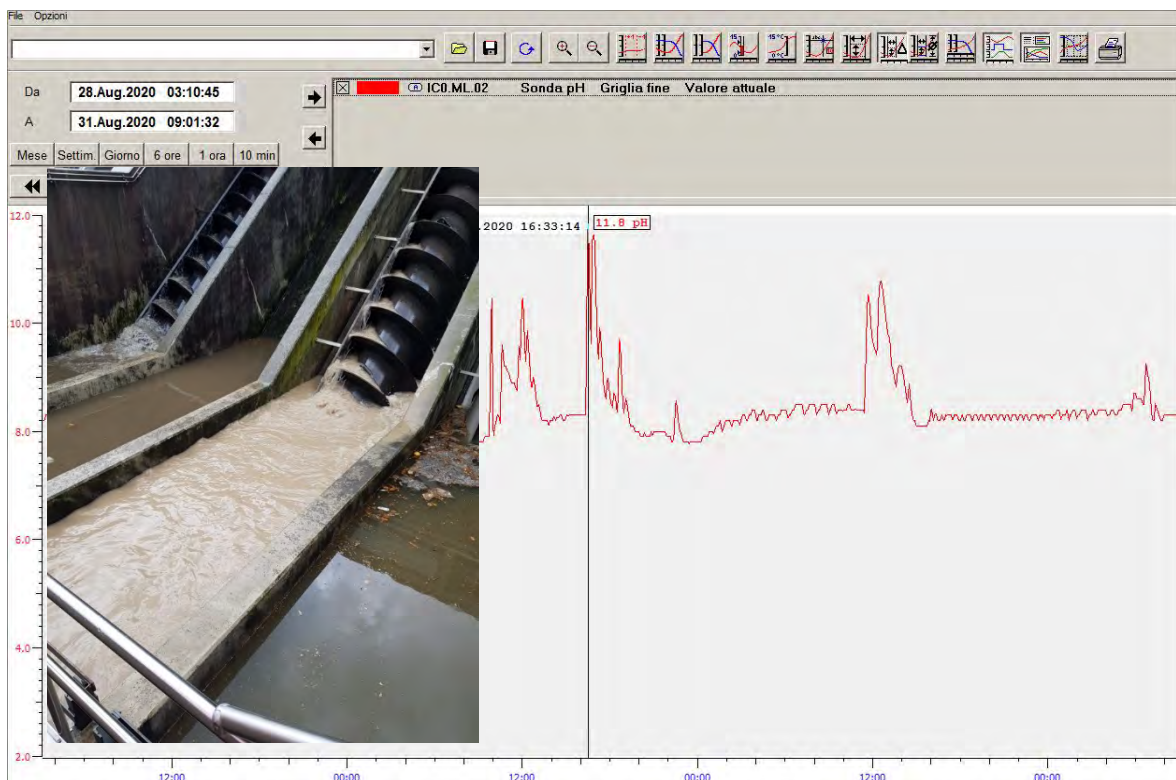 File Opzioni
Da 28.Aug.2020 03:10:45
A 31.Aug.2020 09:01:32
Mese Settim. Giorno 6 ore 1 ora 10 min
IC0.ML.02 Sonda pH Griglia fine Valore attuale
.2020 16:33:14 11.8 pH
12.0
10.0
8.0
6.0
4.0
2.0
12:00 00:00 12:00 00:00 12:00 00:00